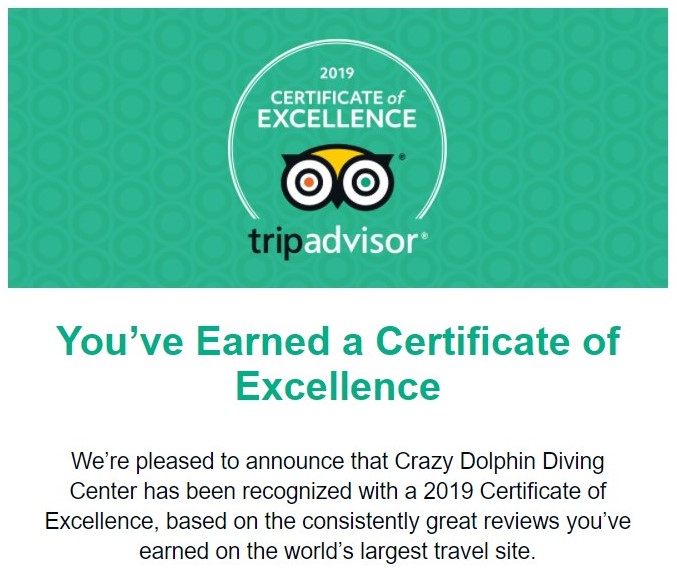 2019
CERTIFICATE of
EXCELLENCE
®
tripadvisor®
You’ve Earned a Certificate of
Excellence
We’re pleased to announce that Crazy Dolphin Diving
Center has been recognized with a 2019 Certificate of
Excellence, based on the consistently great reviews you’ve
earned on the world’s largest travel site.